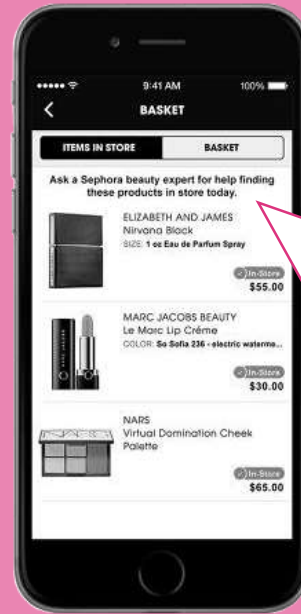 9:41 AM
100%
BASKET
ITEMS IN STORE
BASKET
Ask a Sephora beauty expert for help finding
these products in store today.
ELIZABETH AND JAMES
Nirvana Black
SIZE: 1 oz Eau de Parfum Spray
In-Store
$55.00
MARC JACOBS BEAUTY
Le Marc Lip Créme
COLOR: So Sofia 236 - electric waterme...
In-Store
$30.00
NARS
NARS
Virtual Domination Cheek
Palette
In-Store
$65.00